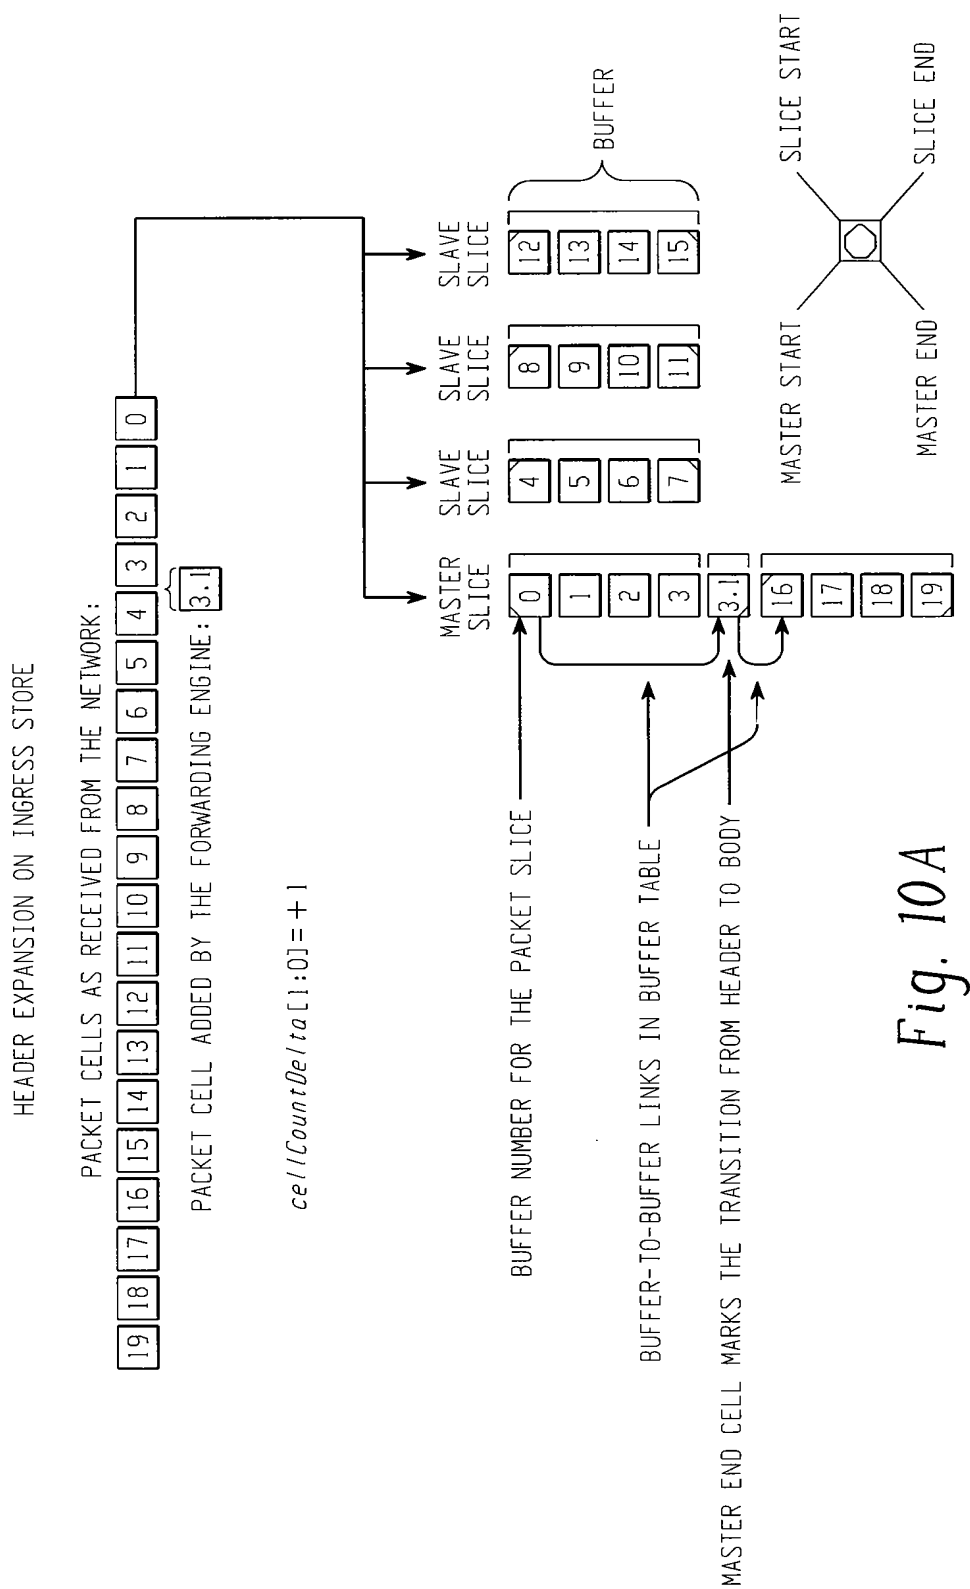 HEADER EXPANSION ON INGRESS STORE
PACKET CELLS AS RECEIVED FROM THE NETWORK:
19 18 17 16 15 14 13 12 11 10 9 8 7 6 5 4 3 2 1 0
PACKET CELL ADDED BY THE FORWARDING ENGINE: 3.1
cellCountDelta[1:0]=+1
MASTER SLICE
SLAVE SLICE
SLAVE SLICE
SLAVE SLICE
BUFFER NUMBER FOR THE PACKET SLICE
0 4 8 12
1 5 9 13
2 6 10 14
3 7 11 15
BUFFER
BUFFER-TO-BUFFER LINKS IN BUFFER TABLE
3.1
MASTER END CELL MARKS THE TRANSITION FROM HEADER TO BODY
16
17
18
19
MASTER START
SLICE START
MASTER END
SLICE END
Fig. 10A